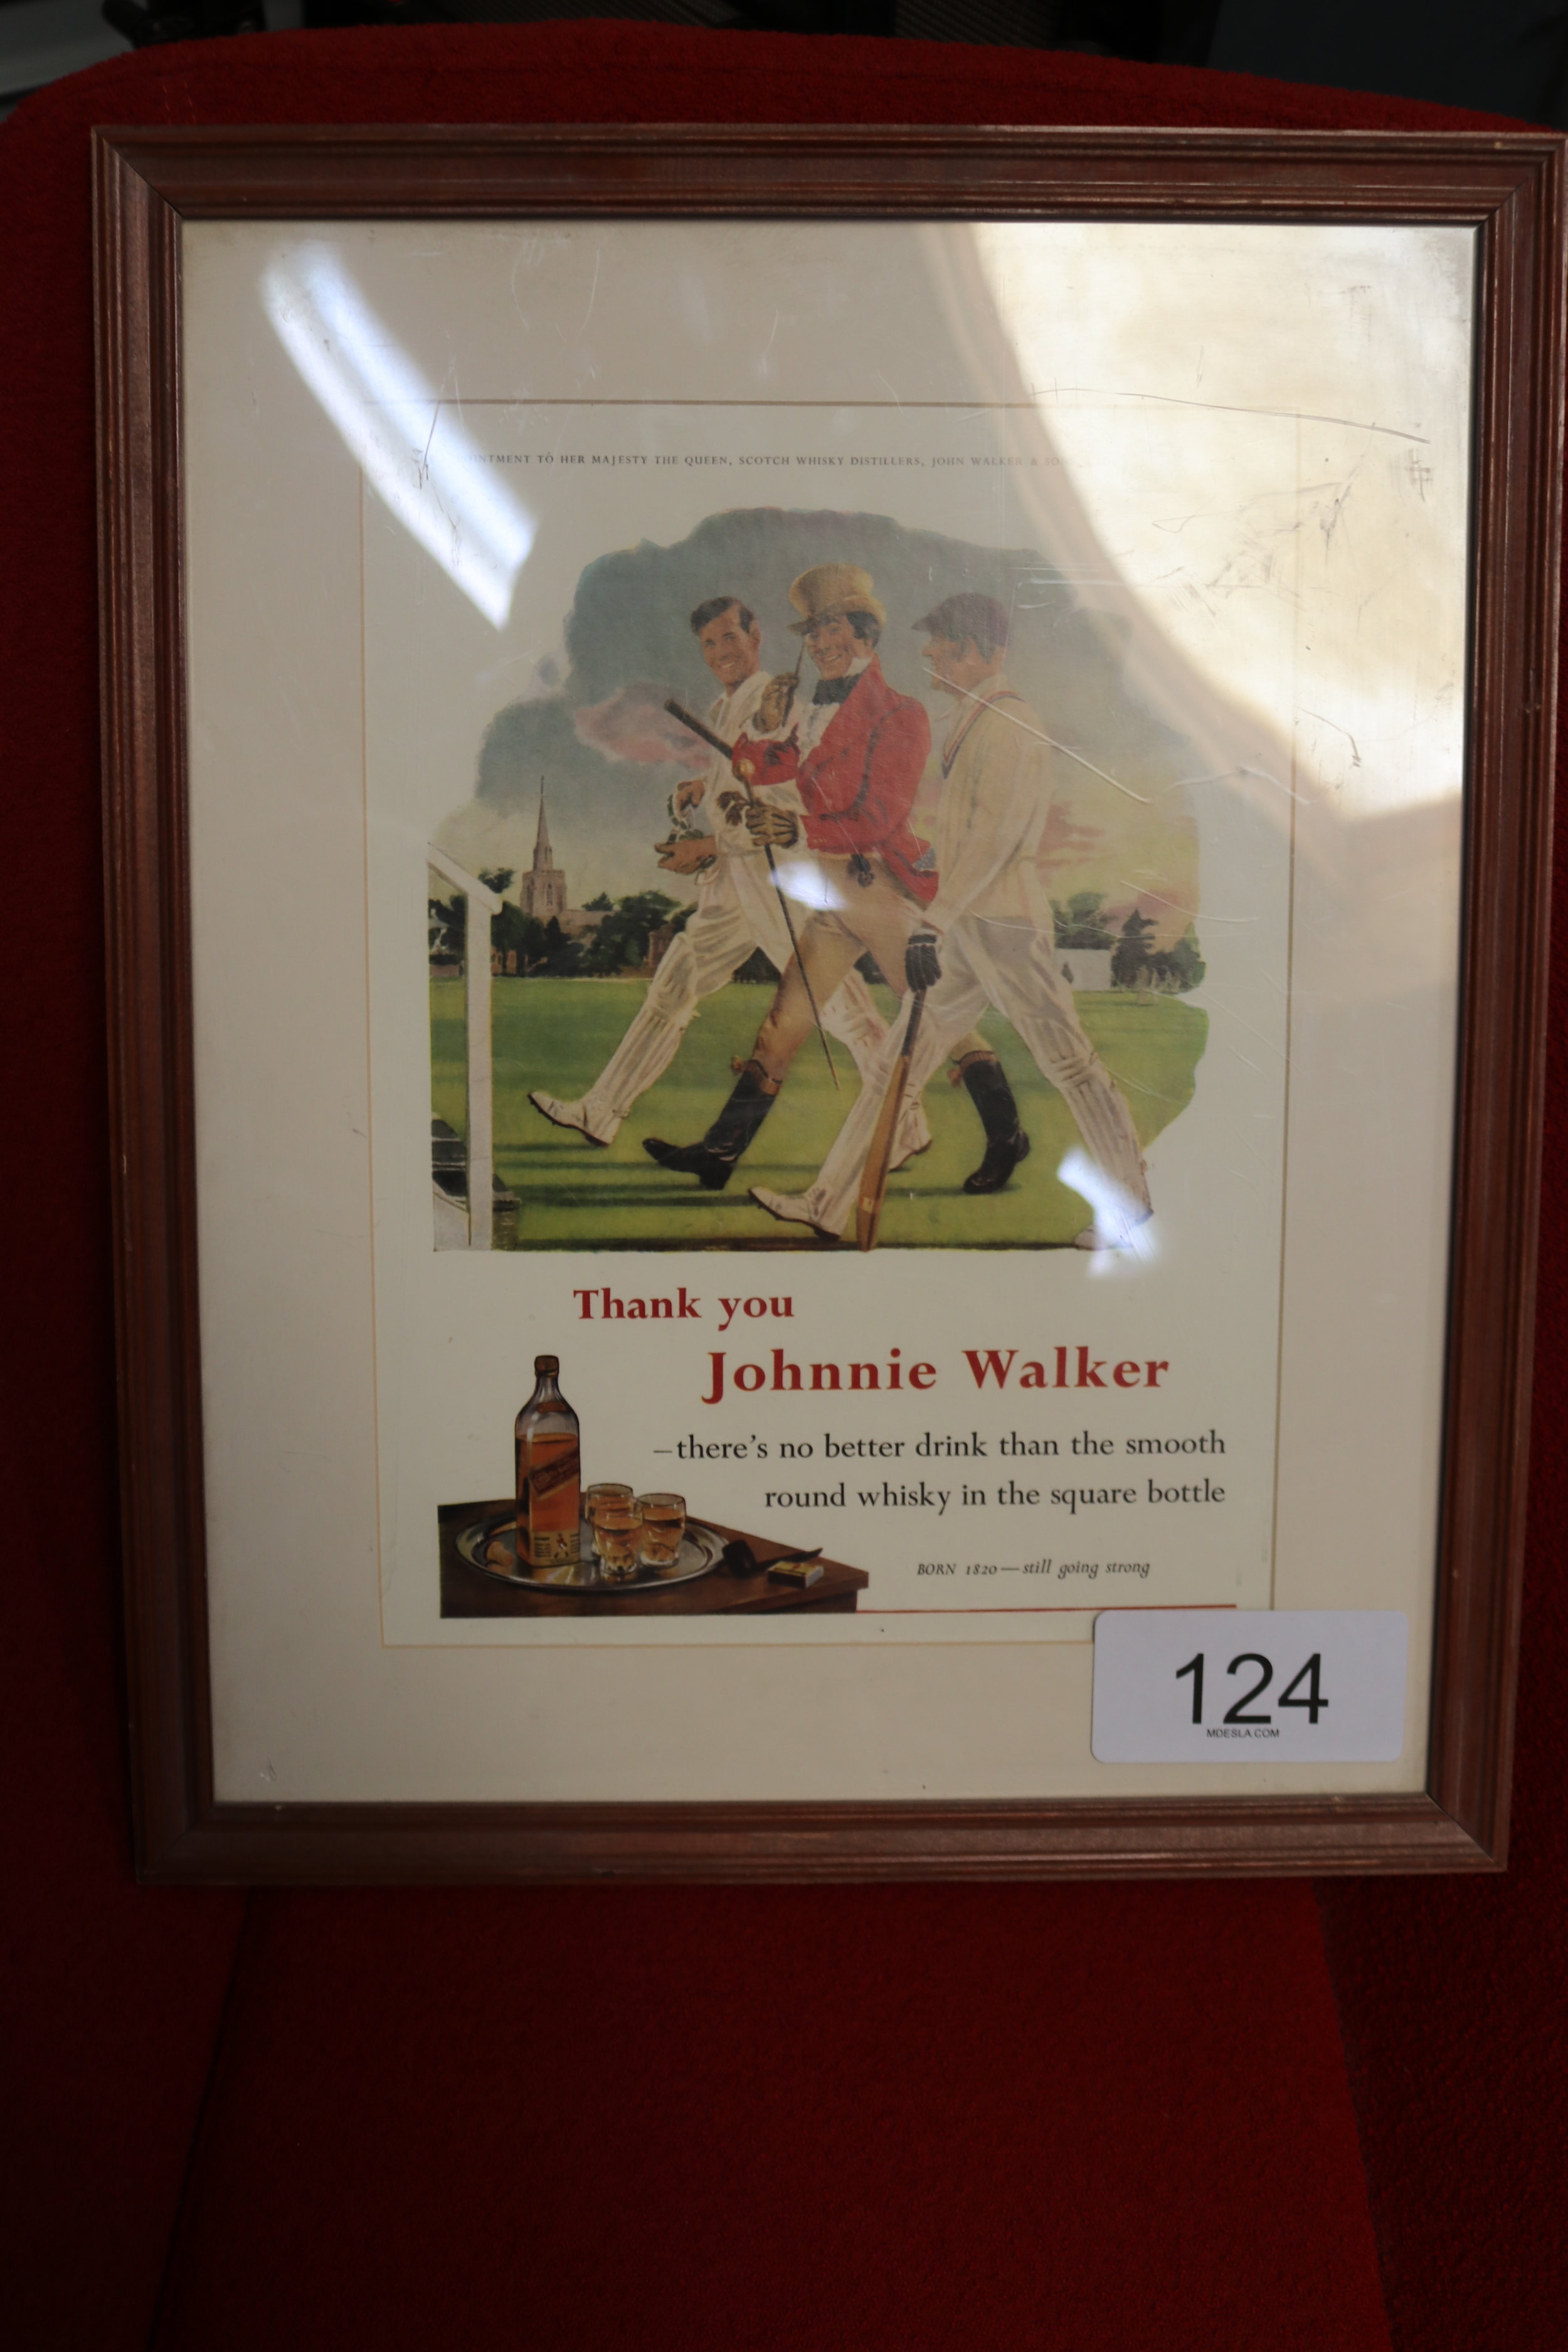 TO HER MAJESTY THE QUEEN, SCOTCH WHISKY DISTILLERS, JOHN WALKER &
Thank you
Johnnie Walker
—there's no better drink than the smooth
round whisky in the square bottle
BORN 1820—still going strong
124
MDESLA.COM